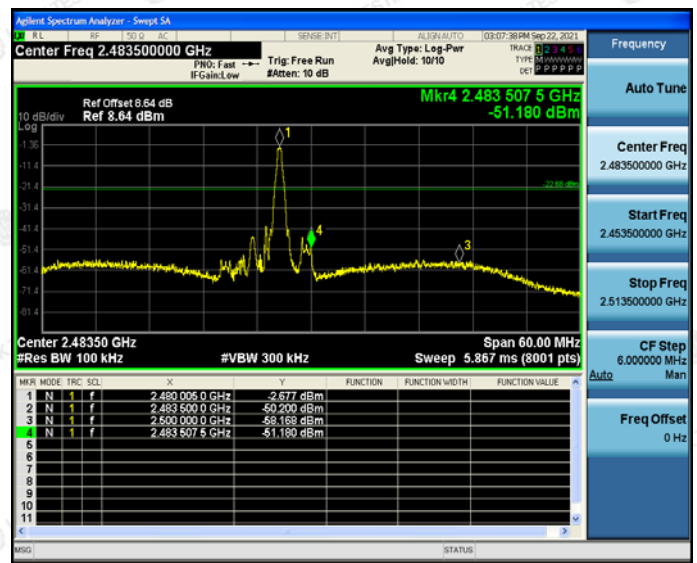 Agilent Spectrum Analyzer - Swept SA
RL RF 50 Ω AC SENSE:INT ALIGNAUTO 03:07:38 PM Sep 22, 2021
Center Freq 2.483500000 GHz
PNO: Fast
IFGain:Low
Trig: Free Run
#Atten: 10 dB
Avg Type: Log-Pwr
Avg|Hold: 10/10
TRACE 1 2 3 4 5 6
TYPE MWWWWW
DET P P P P P P
Frequency
Auto Tune
Center Freq
2.483500000 GHz
Start Freq
2.453500000 GHz
Stop Freq
2.513500000 GHz
CF Step
6.000000 MHz
Auto Man
Freq Offset
0 Hz
Mkr4 2.483 507 5 GHz
-51.180 dBm
Ref Offset 8.64 dB
10 dB/div Ref 8.64 dBm
Log
1
-1.36
-11.4
-21.4
-22.68 dBm
-31.4
-41.4
4
-51.4
3
-61.4
-71.4
-81.4
Center 2.48350 GHz Span 60.00 MHz
#Res BW 100 kHz #VBW 300 kHz Sweep 5.867 ms (8001 pts)
MKR MODE TRC SCL X Y FUNCTION FUNCTION WIDTH FUNCTION VALUE
1 N 1 f 2.480 005 0 GHz -2.677 dBm
2 N 1 f 2.483 500 0 GHz -50.200 dBm
3 N 1 f 2.500 000 0 GHz -58.168 dBm
4 N 1 f 2.483 507 5 GHz -51.180 dBm
5
6
7
8
9
10
11
MSG STATUS